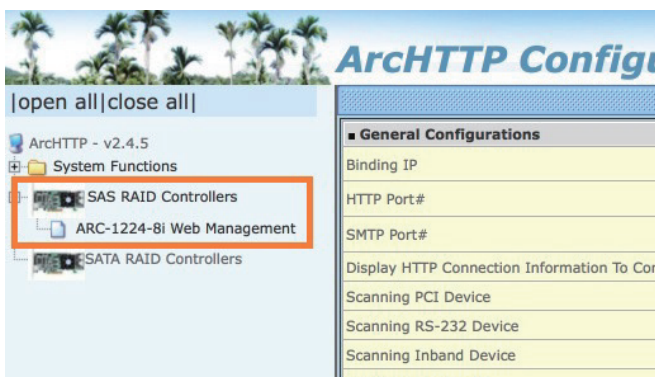 ArcHTTP Configu
|open all|close all|
ArcHTTP - v2.4.5
System Functions
SAS RAID Controllers
ARC-1224-8i Web Management
SATA RAID Controllers
General Configurations
Binding IP
HTTP Port#
SMTP Port#
Display HTTP Connection Information To Con
Scanning PCI Device
Scanning RS-232 Device
Scanning Inband Device